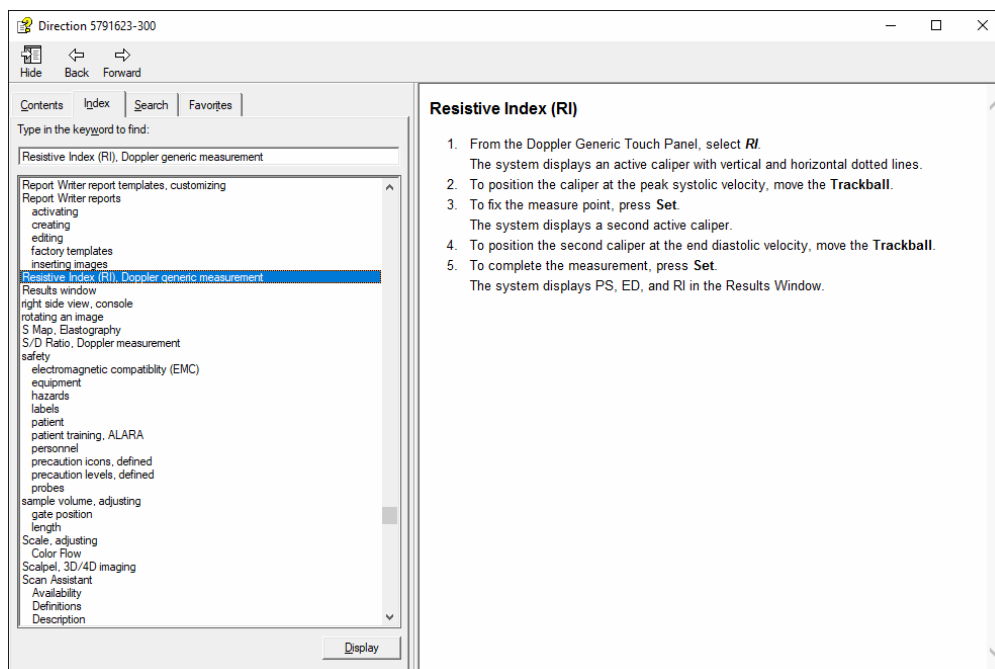 Direction 5791623-300
Hide Back Forward
Contents Index Search Favorites
Type in the keyword to find:
Resistive Index (RI), Doppler generic measurement
Report Writer report templates, customizing
Report Writer reports
activating
creating
editing
factory templates
inserting images
Resistive Index (RI), Doppler generic measurement
Results window
right side view, console
rotating an image
S Map, Elastography
S/D Ratio, Doppler measurement
safety
electromagnetic compatiblity (EMC)
equipment
hazards
labels
patient
patient training, ALARA
personnel
precaution icons, defined
precaution levels, defined
probes
sample volume, adjusting
gate position
length
Scale, adjusting
Color Flow
Scalpel, 3D/4D imaging
Scan Assistant
Availability
Definitions
Description
Display
Resistive Index (RI)
1. From the Doppler Generic Touch Panel, select RI.
The system displays an active caliper with vertical and horizontal dotted lines.
2. To position the caliper at the peak systolic velocity, move the Trackball.
3. To fix the measure point, press Set.
The system displays a second active caliper.
4. To position the second caliper at the end diastolic velocity, move the Trackball.
5. To complete the measurement, press Set.
The system displays PS, ED, and RI in the Results Window.